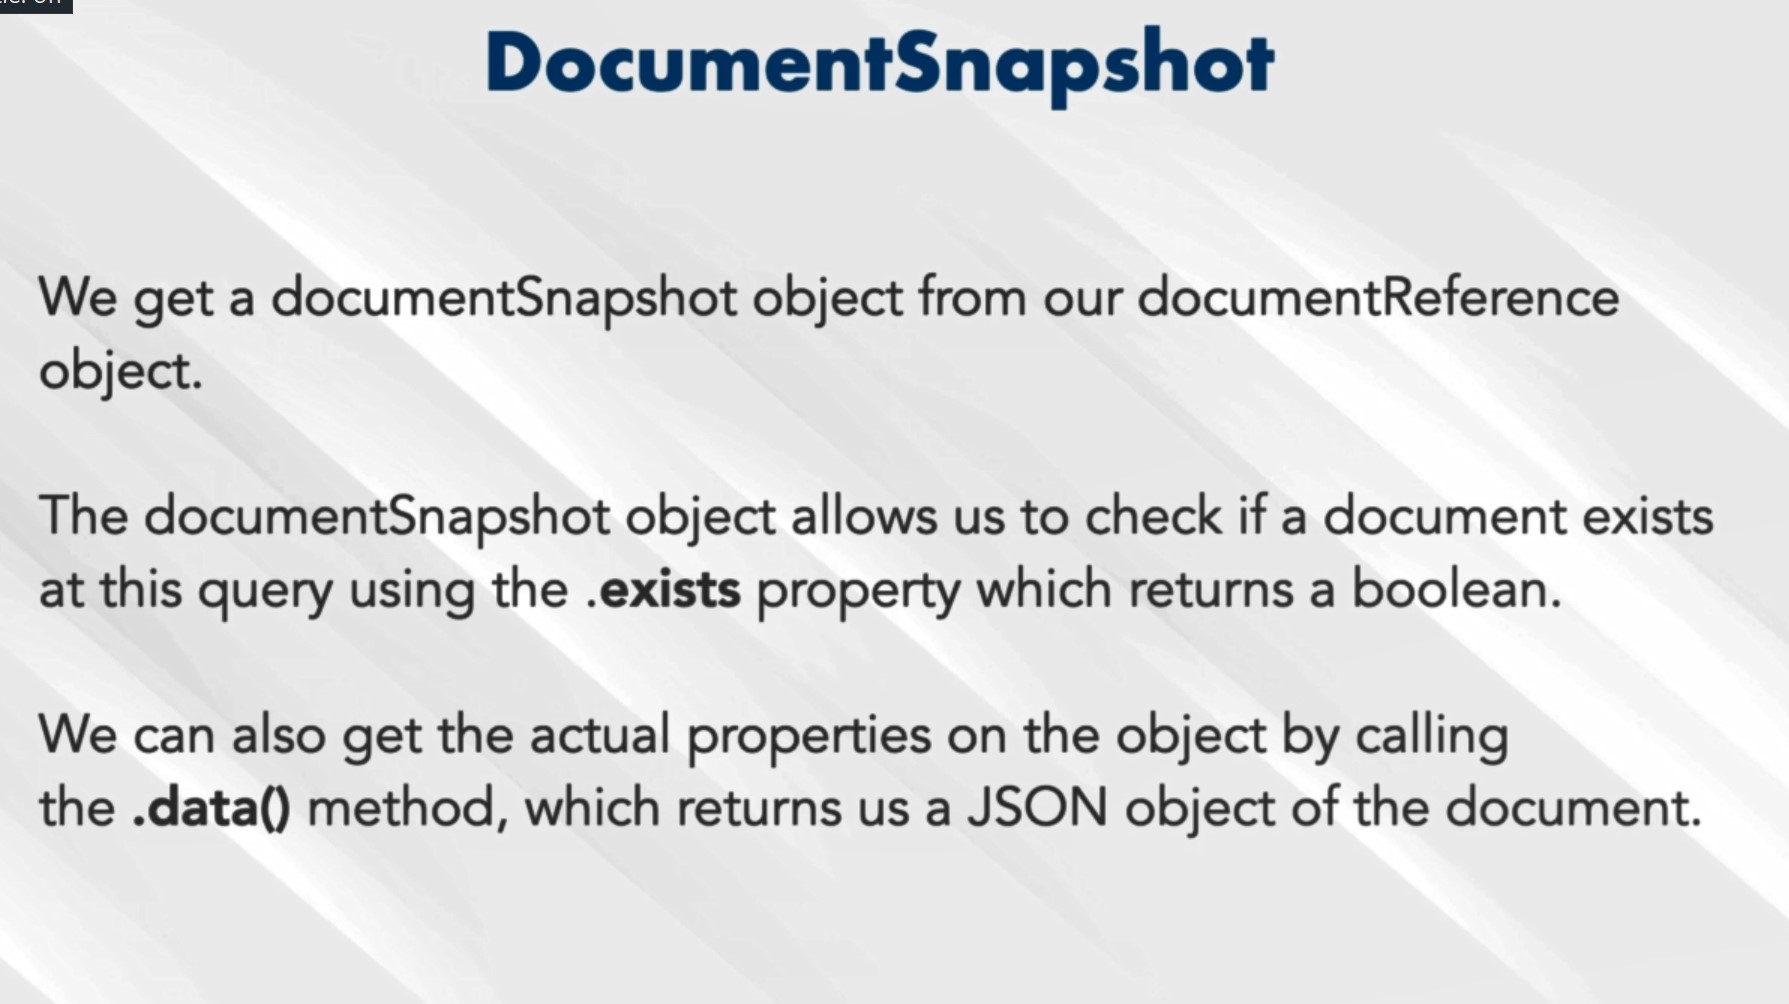 DocumentSnapshot
We get a documentSnapshot object from our documentReference
object.
The documentSnapshot object allows us to check if a document exists
at this query using the .exists property which returns a boolean.
We can also get the actual properties on the object by calling
the .data() method, which returns us a JSON object of the document.